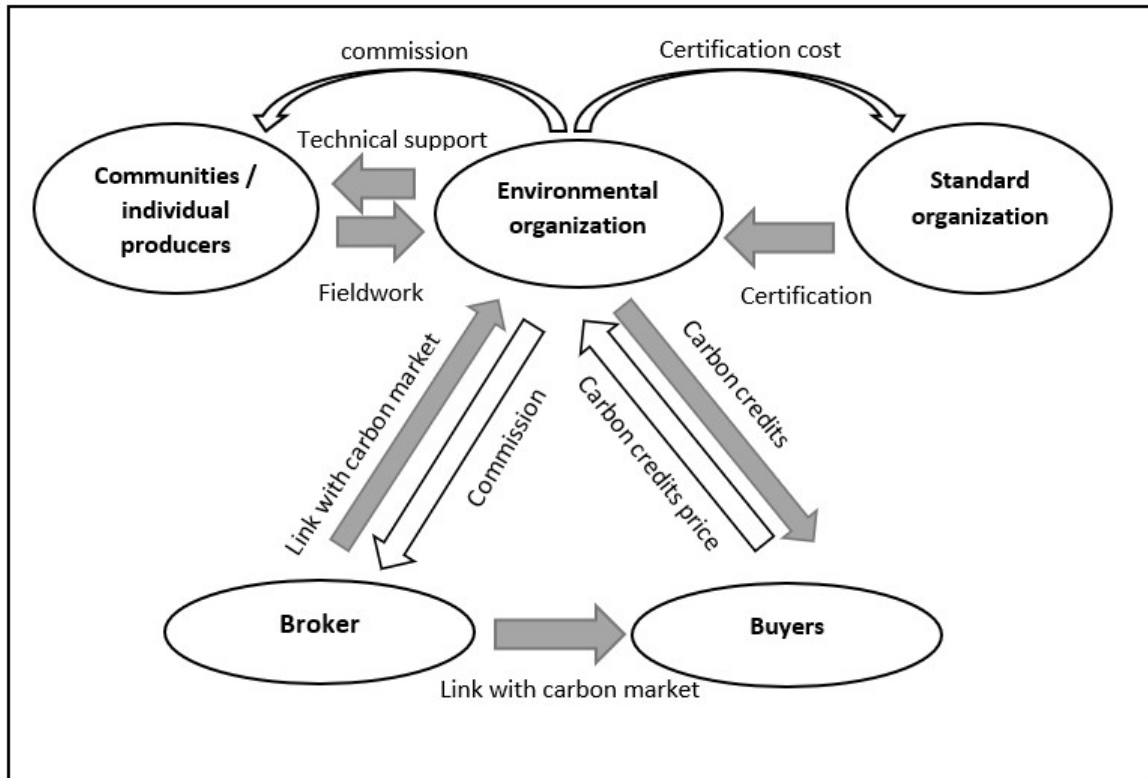 commission
Certification cost
Technical support
Communities /
individual
producers
Environmental
organization
Standard
organization
Fieldwork
Certification
Link with carbon market
Commission
Carbon credits price
Carbon credits
Broker
Buyers
Link with carbon market